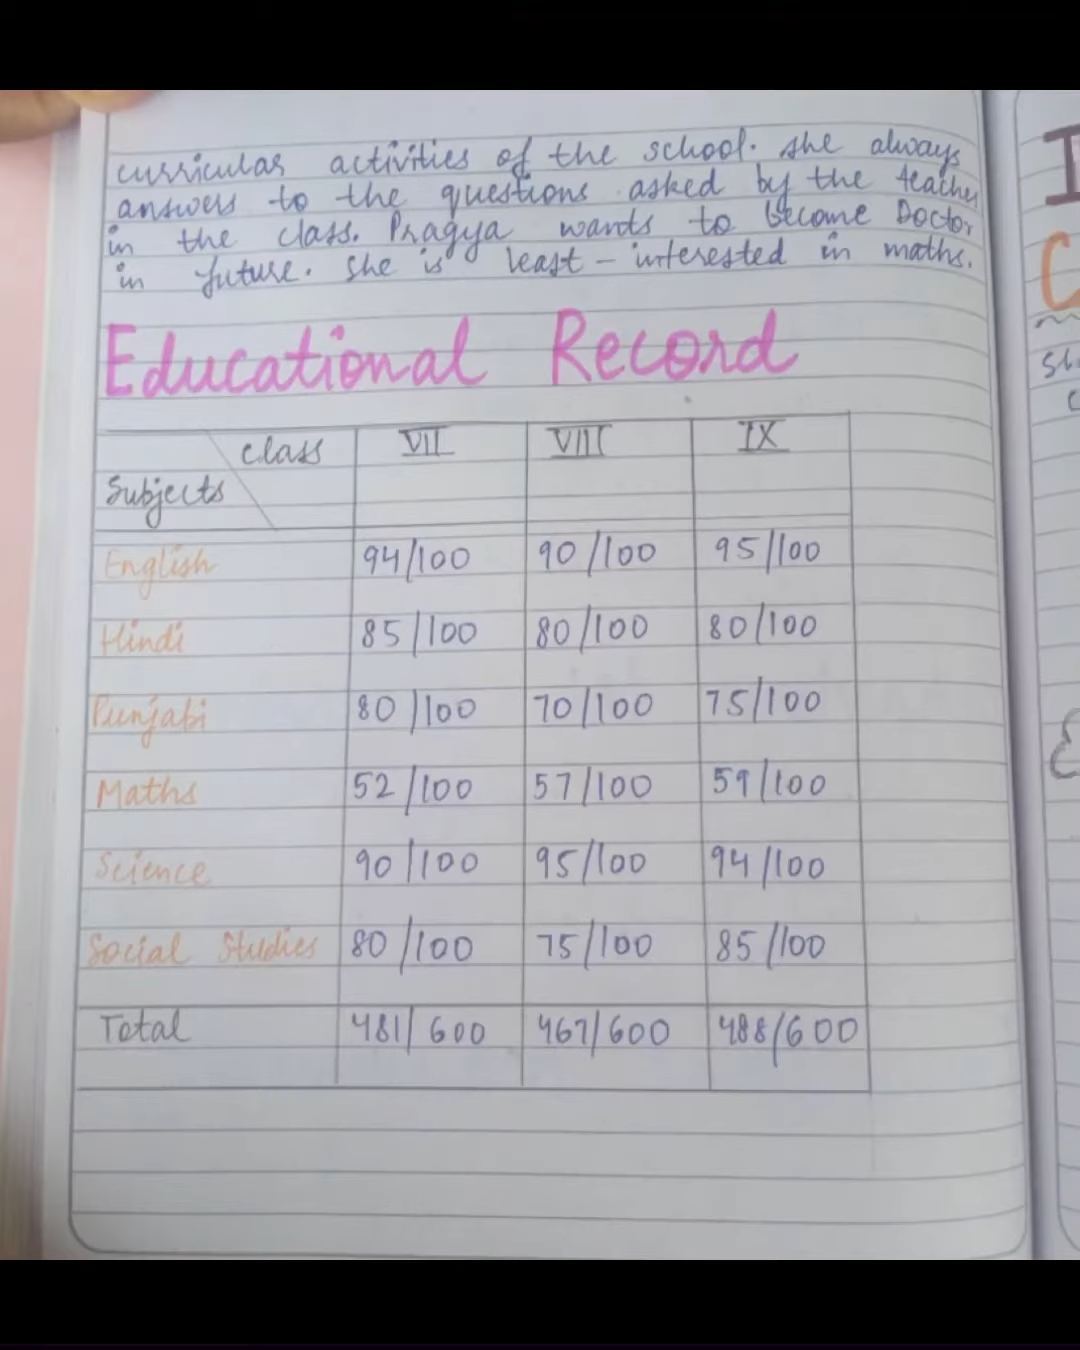 curricular activities of the school. She always
answers to the questions asked by the teacher
in the class. Pragya wants to become Doctor
in future. She is least - interested in maths.
Educational Record
Class VII VIII IX
Subjects
English 94/100 90/100 95/100
Hindi 85/100 80/100 80/100
Punjabi 80/100 70/100 75/100
Maths 52/100 57/100 59/100
Science 90/100 95/100 94/100
Social Studies 80/100 75/100 85/100
Total 481/600 467/600 488/600